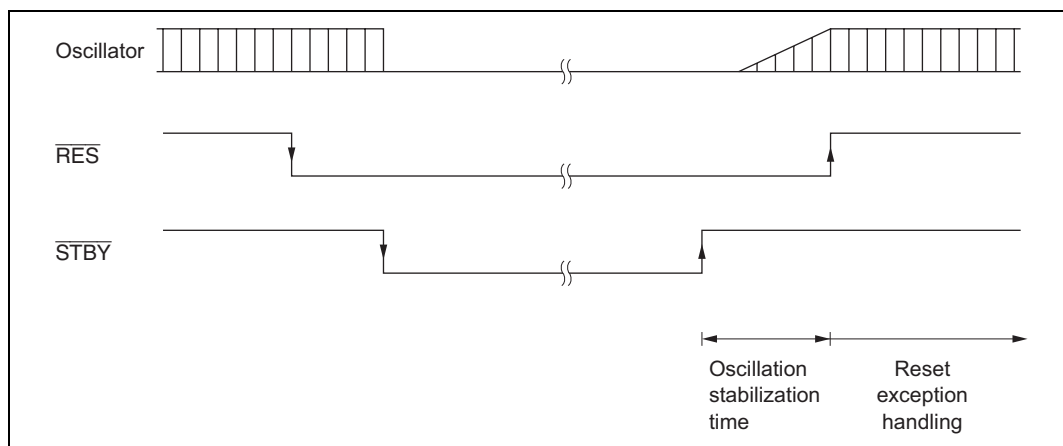 Oscillator
RES
STBY
Oscillation
stabilization
time
Reset
exception
handling